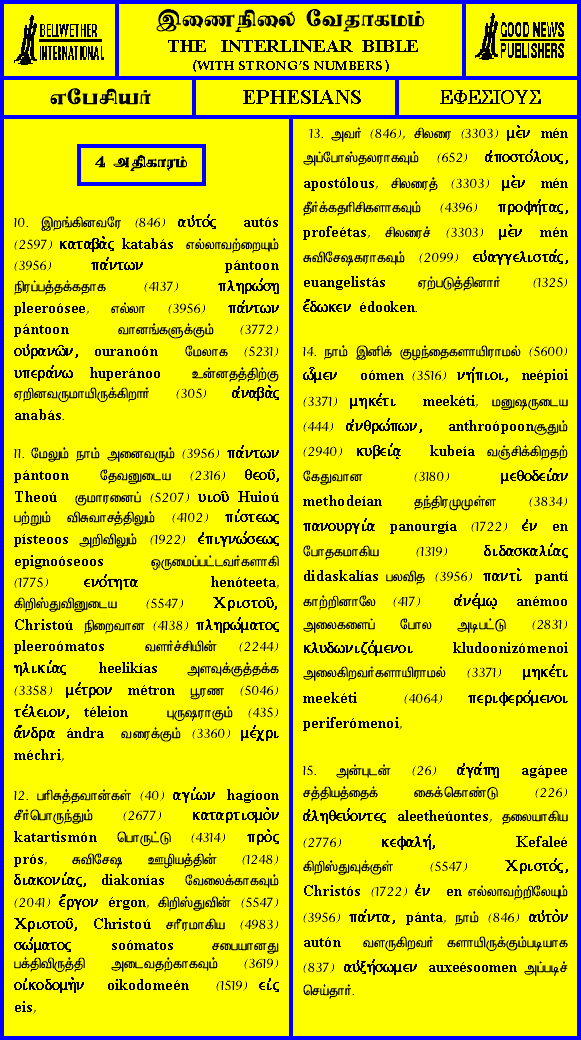 BELLWETHER
INTERNATIONAL
இணைநிலை வேதாகமம்
THE INTERLINEAR BIBLE
(WITH STRONG'S NUMBERS)
GOOD NEWS
PUBLISHERS
எபேசியர்
EPHESIANS
ΕΦΕΣΙΟΥΣ
4 அதிகாரம்
10. இறங்கினவரே (846) αὐτός autós
(2597) καταβὰς katabás எல்லாவற்றையும்
(3956) πάντων pántoon
நிரப்பத்தக்கதாக (4137) πληρώσῃ
pleeroósee, எல்லா (3956) πάντων
pántoon வானங்களுக்கும் (3772)
οὐρανῶν, ouranoón மேலாக (5231)
υπεράνω huperánoo உன்னதத்திற்கு
ஏறினவருமாயிருக்கிறார் (305) ἀναβὰς
anabás.
11. மேலும் நாம் அனைவரும் (3956) πάντων
pántoon தேவனுடைய (2316) θεοῦ,
Theoú குமாரனைப் (5207) υιοῦ Huioú
பற்றும் விசுவாசத்திலும் (4102) πίστεως
písteoos அறிவிலும் (1922) ἐπιγνώσεως
epignoóseoos ஒருமைப்பட்டவர்களாகி
(1775) ενότητα henóteeta,
கிறிஸ்துவினுடைய (5547) Χριστοῦ,
Christoú நிறைவான (4138) πληρώματος
pleeroómatos வளர்ச்சியின் (2244)
ηλικίας heelikías அளவுக்குத்தக்க
(3358) μέτρον métron பூரண (5046)
τέλειον, téleion புருஷராகும் (435)
ἄνδρα ándra வரைக்கும் (3360) μέχρι
méchri,
12. பரிசுத்தவான்கள் (40) αγίων hagíoon
சீர்பொருந்தும் (2677) καταρτισμὸν
katartismón பொருட்டு (4314) πρὸς
prós, சுவிசேஷ ஊழியத்தின் (1248)
διακονίας, diakonías வேலைக்காகவும்
(2041) ἔργον érgon, கிறிஸ்துவின் (5547)
Χριστοῦ, Christoú சரீரமாகிய (4983)
σώματος soómatos சபையானது
பக்திவிருத்தி அடைவதற்காகவும் (3619)
οἰκοδομὴν oikodomeén (1519) εἰς
eis,
13. அவர் (846), சிலரை (3303) μὲν mén
அப்போஸ்தலராகவும் (652) ἀποστόλους,
apostólous, சிலரைத் (3303) μὲν mén
தீர்க்கதரிசிகளாகவும் (4396) προφήτας,
profeétas, சிலரைச் (3303) μὲν mén
சுவிசேஷகராகவும் (2099) εὐαγγελιστάς,
euangelistás ஏற்படுத்தினார் (1325)
ἔδωκεν édooken.
14. நாம் இனிக் குழந்தைகளாயிராமல் (5600)
ὦμεν oómen (3516) νήπιοι, neépioi
(3371) μηκέτι meekéti, மனுஷருடைய
(444) ἀνθρώπων, anthroópoonசூதும்
(2940) κυβείᾳ kubeía வஞ்சிக்கிறதற்
கேதுவான (3180) μεθοδείαν
methodeían தந்திரமுமுள்ள (3834)
πανουργίᾳ panourgía (1722) ἐν en
போதகமாகிய (1319) διδασκαλίας
didaskalías பலவித (3956) παντὶ pantí
காற்றினாலே (417) ἀνέμῳ anémoo
அலைகளைப் போல அடிபட்டு (2831)
κλυδωνιζόμενοι kludoonizómenoi
அலைகிறவர்களாயிராமல் (3371) μηκέτι
meekéti (4064) περιφερόμενοι
periferómenoi,
15. அன்புடன் (26) ἀγάπῃ agápee
சத்தியத்தைக் கைக்கொண்டு (226)
ἀληθεύοντες aleetheúontes, தலையாகிய
(2776) κεφαλή, Kefaleé
கிறிஸ்துவுக்குள் (5547) Χριστός,
Christós (1722) ἐν en எல்லாவற்றிலேயும்
(3956) πάντα, pánta, நாம் (846) αὐτὸν
autón வளருகிறவர் களாயிருக்கும்படியாக
(837) αὐξήσωμεν auxeésoomen அப்படிச்
செய்தார்.